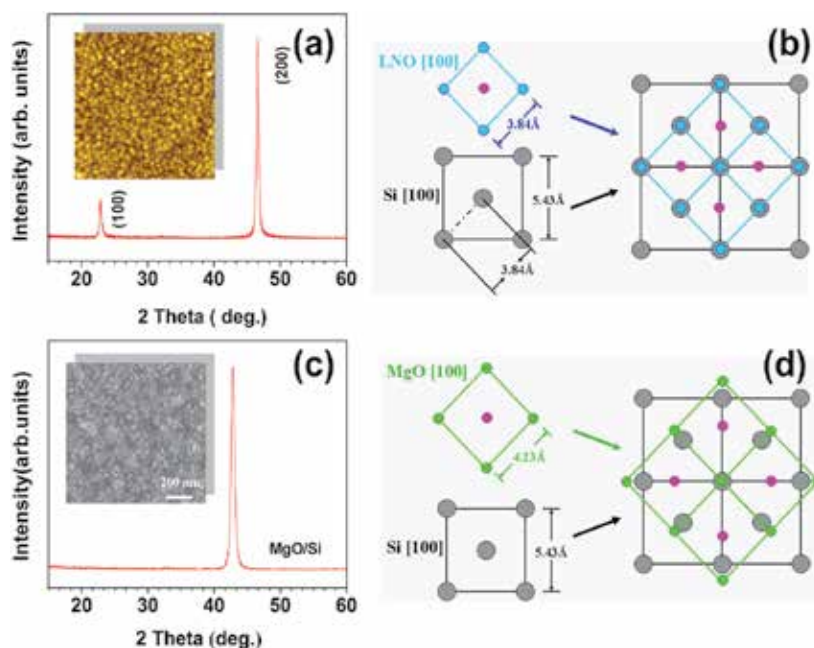 (a)
Intensity (arb. units)
(100)
(200)
20 30 40 50 60
2 Theta ( deg.)
(b)
LNO [100]
3.84Å
Si [100]
5.43Å
3.84Å
(c)
Intensity(arb.units)
200 nm
MgO/Si
20 30 40 50 60
2 Theta (deg.)
(d)
MgO [100]
4.23Å
Si [100]
5.43Å